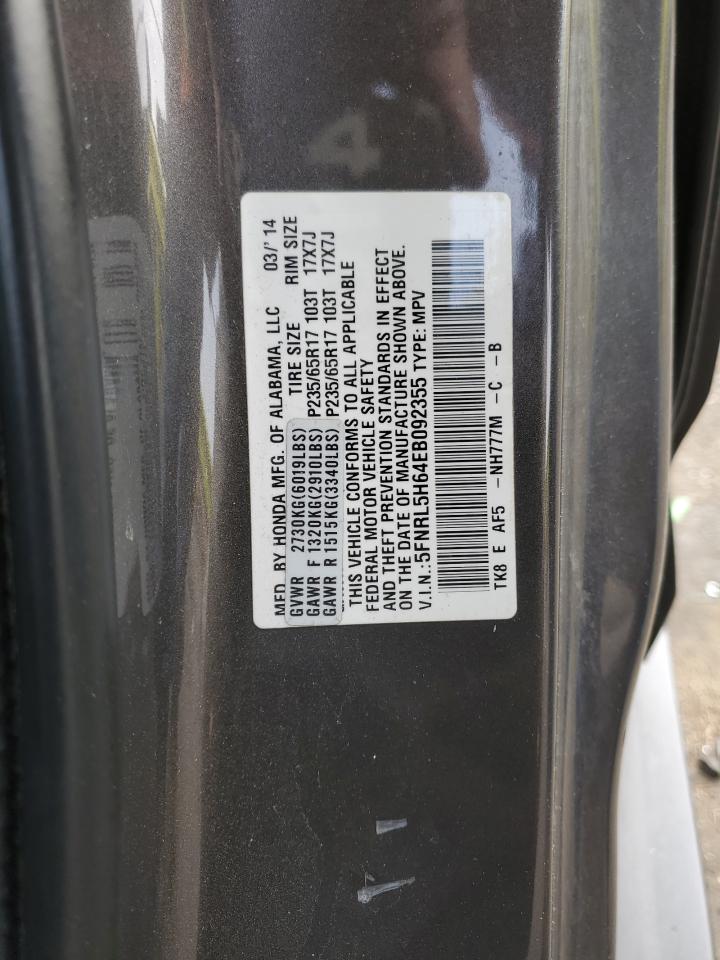 MFD. BY HONDA MFG. OF ALABAMA, LLC 03/'14
TIRE SIZE RIM SIZE
GVWR 2730KG(6019LBS)
GAWR F 1320KG(2910LBS) P235/65R17 103T 17X7J
GAWR R 1515KG(3340LBS) P235/65R17 103T 17X7J
THIS VEHICLE CONFORMS TO ALL APPLICABLE
FEDERAL MOTOR VEHICLE SAFETY
AND THEFT PREVENTION STANDARDS IN EFFECT
ON THE DATE OF MANUFACTURE SHOWN ABOVE.
V.I.N.:5FNRL5H64EB092355 TYPE: MPV
TK8 E AF5 -NH777M -C -B